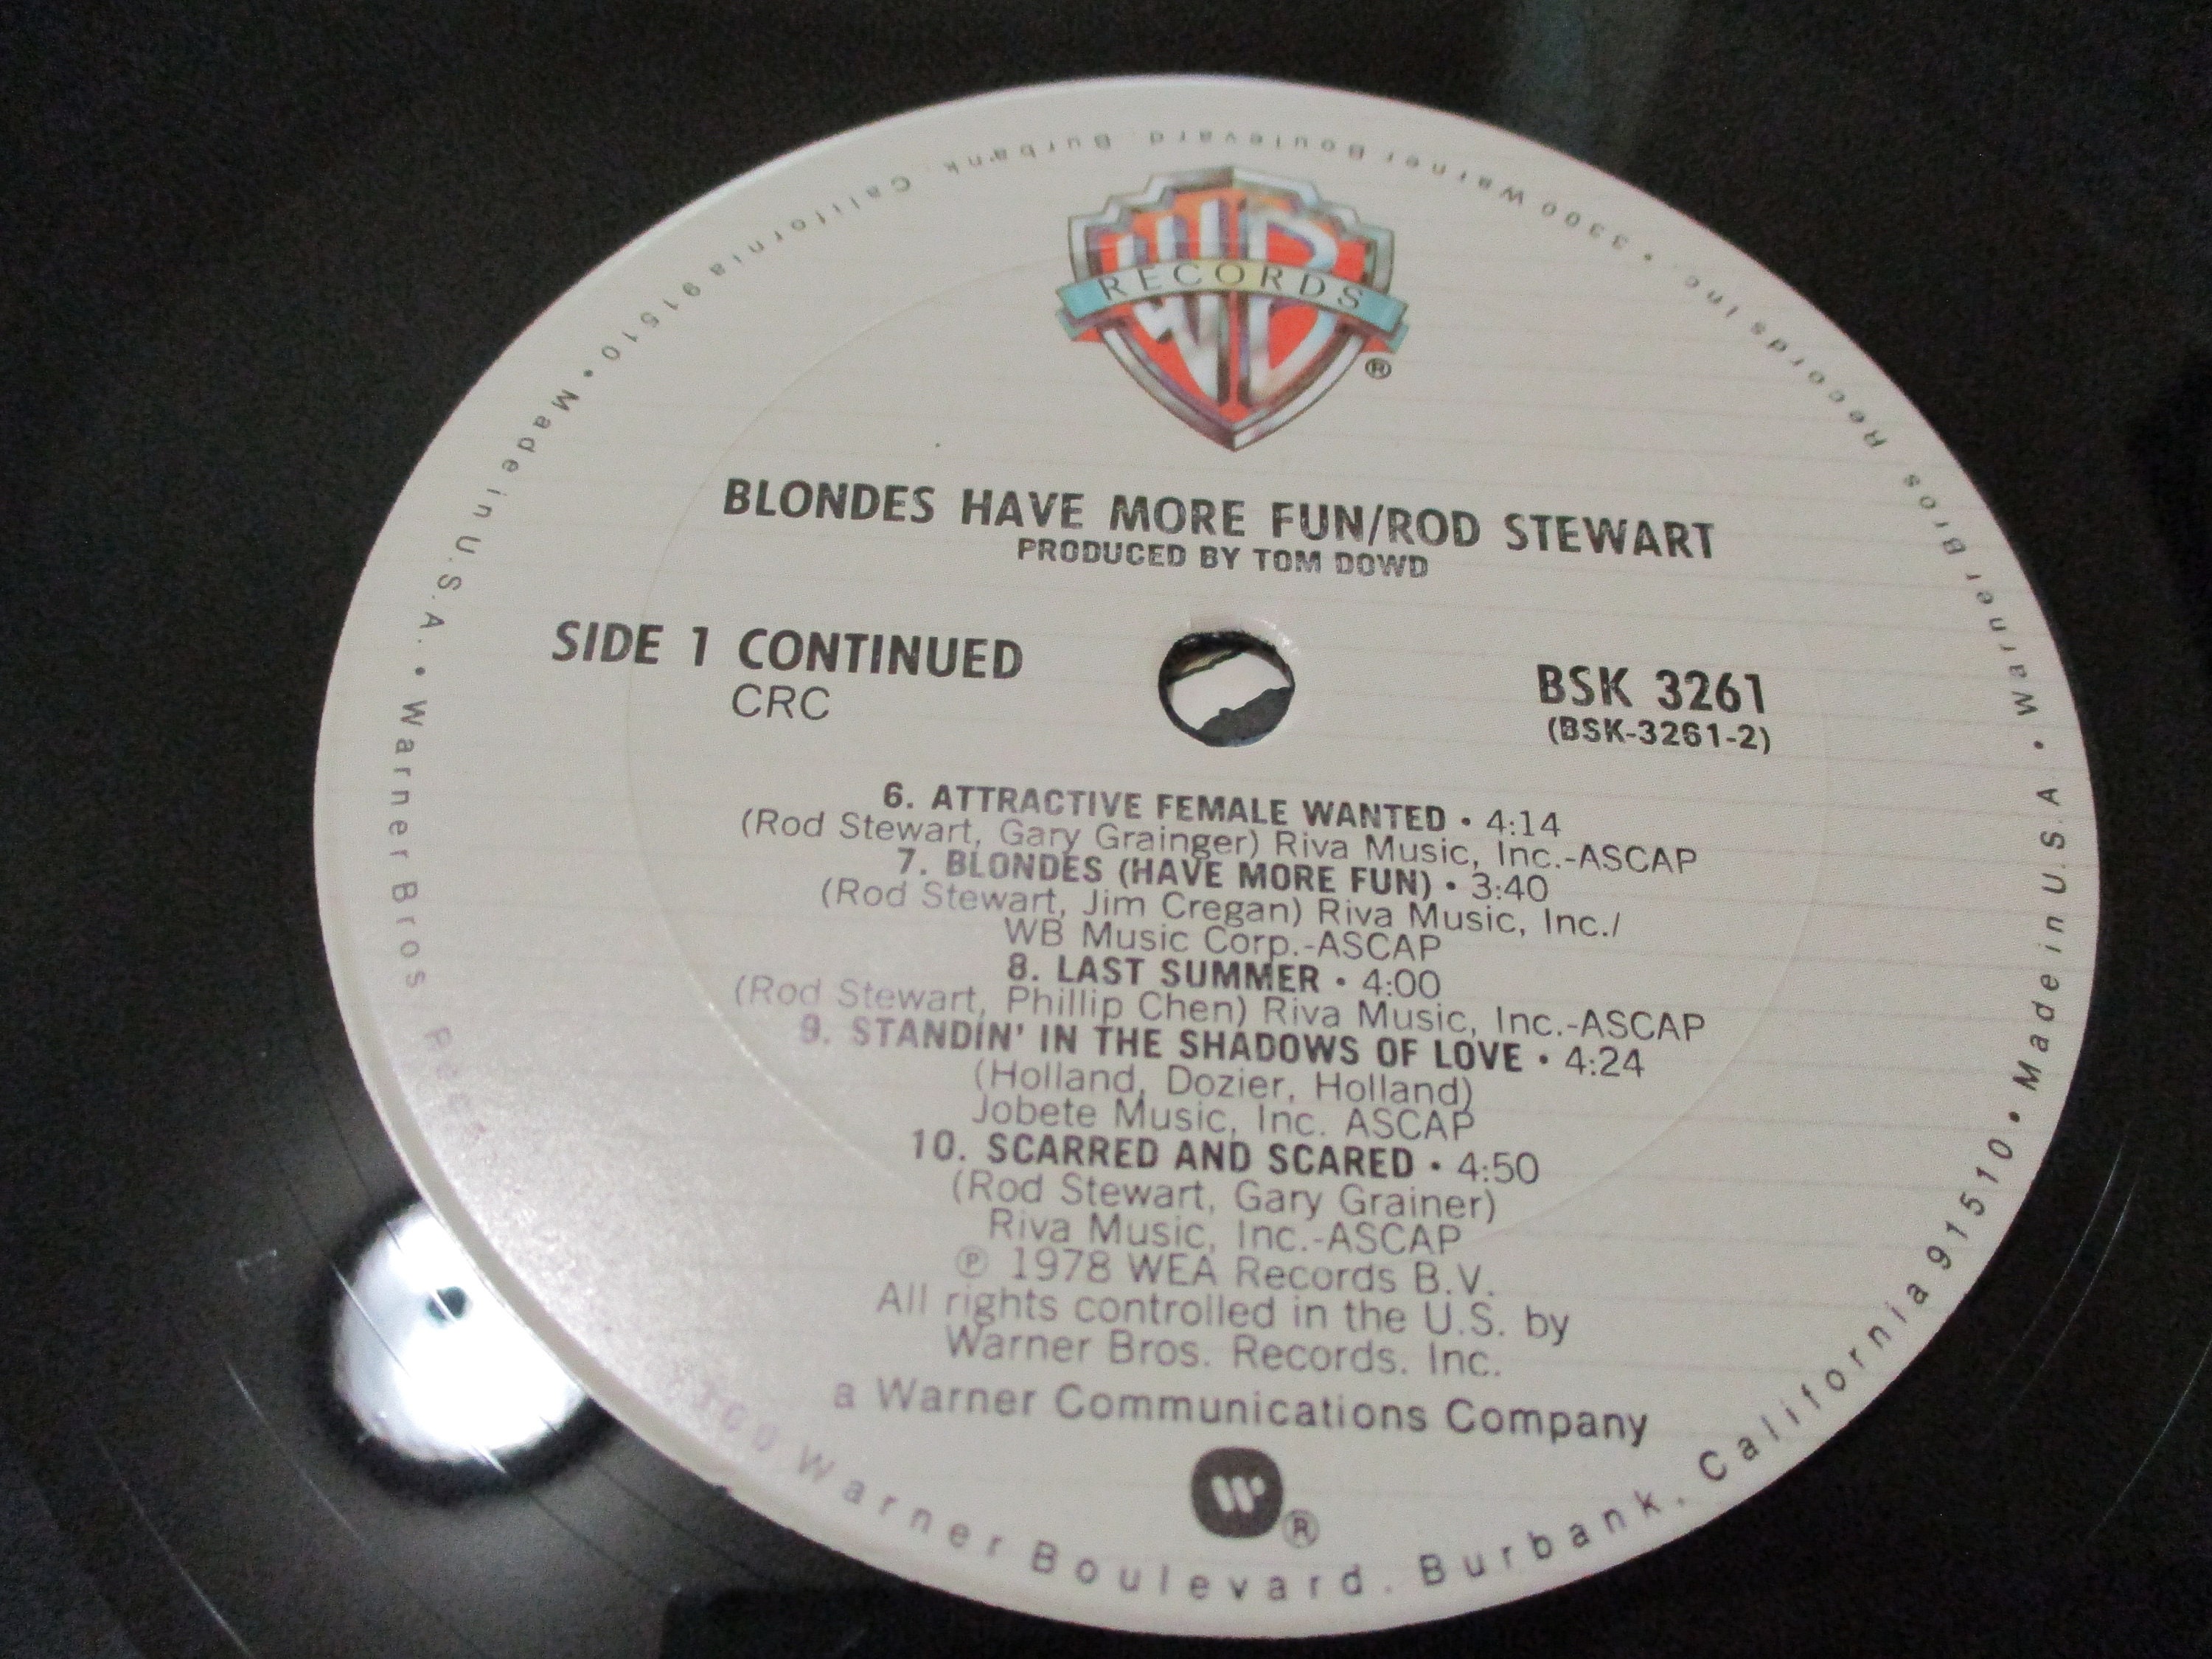 WB
RECORDS
®
BLONDES HAVE MORE FUN/ROD STEWART
PRODUCED BY TOM DOWD
SIDE 1 CONTINUED
CRC
BSK 3261
(BSK-3261-2)
6. ATTRACTIVE FEMALE WANTED • 4:14
(Rod Stewart, Gary Grainger) Riva Music, Inc.-ASCAP
7. BLONDES (HAVE MORE FUN) • 3:40
(Rod Stewart, Jim Cregan) Riva Music, Inc./
WB Music Corp.-ASCAP
8. LAST SUMMER • 4:00
(Rod Stewart, Phillip Chen) Riva Music, Inc.-ASCAP
9. STANDIN' IN THE SHADOWS OF LOVE • 4:24
(Holland, Dozier, Holland)
Jobete Music, Inc. ASCAP
10. SCARRED AND SCARED • 4:50
(Rod Stewart, Gary Grainer)
Riva Music, Inc.-ASCAP
℗ 1978 WEA Records B.V.
All rights controlled in the U.S. by
Warner Bros. Records. Inc.
a Warner Communications Company
W®
Warner Bros Records Inc. • 3300 Warner Boulevard. Burbank. California 91510 • Made in U.S.A. • Warner Bros. Warner Boulevard. Burbank. California 91510 • Made in U.S.A. •